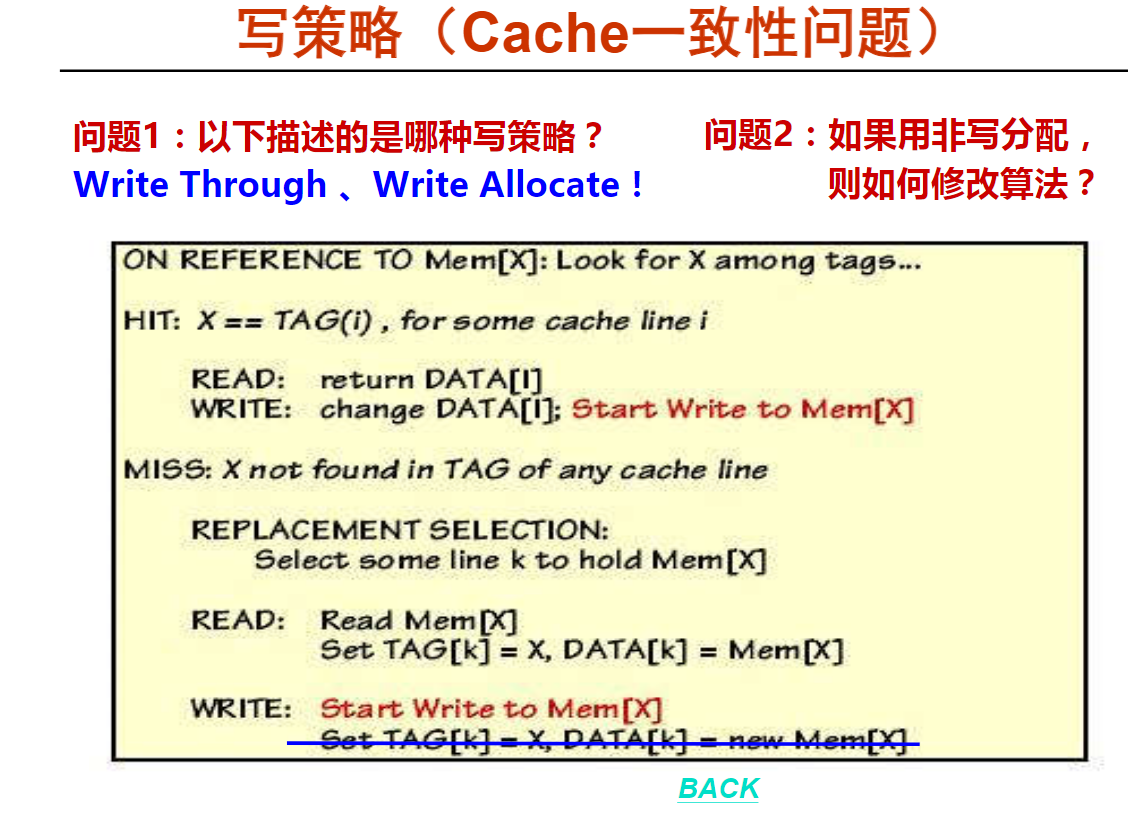 写策略（Cache一致性问题）
问题1：以下描述的是哪种写策略？
Write Through 、Write Allocate !
问题2：如果用非写分配，
则如何修改算法？
ON REFERENCE TO Mem[X]: Look for X among tags...
HIT: X == TAG(i) , for some cache line i
READ: return DATA[I]
WRITE: change DATA[I]; Start Write to Mem[X]
MISS: X not found in TAG of any cache line
REPLACEMENT SELECTION:
Select some line k to hold Mem[X]
READ: Read Mem[X]
Set TAG[k] = X, DATA[k] = Mem[X]
WRITE: Start Write to Mem[X]
Set TAG[k] = X, DATA[k] = new Mem[X]
BACK